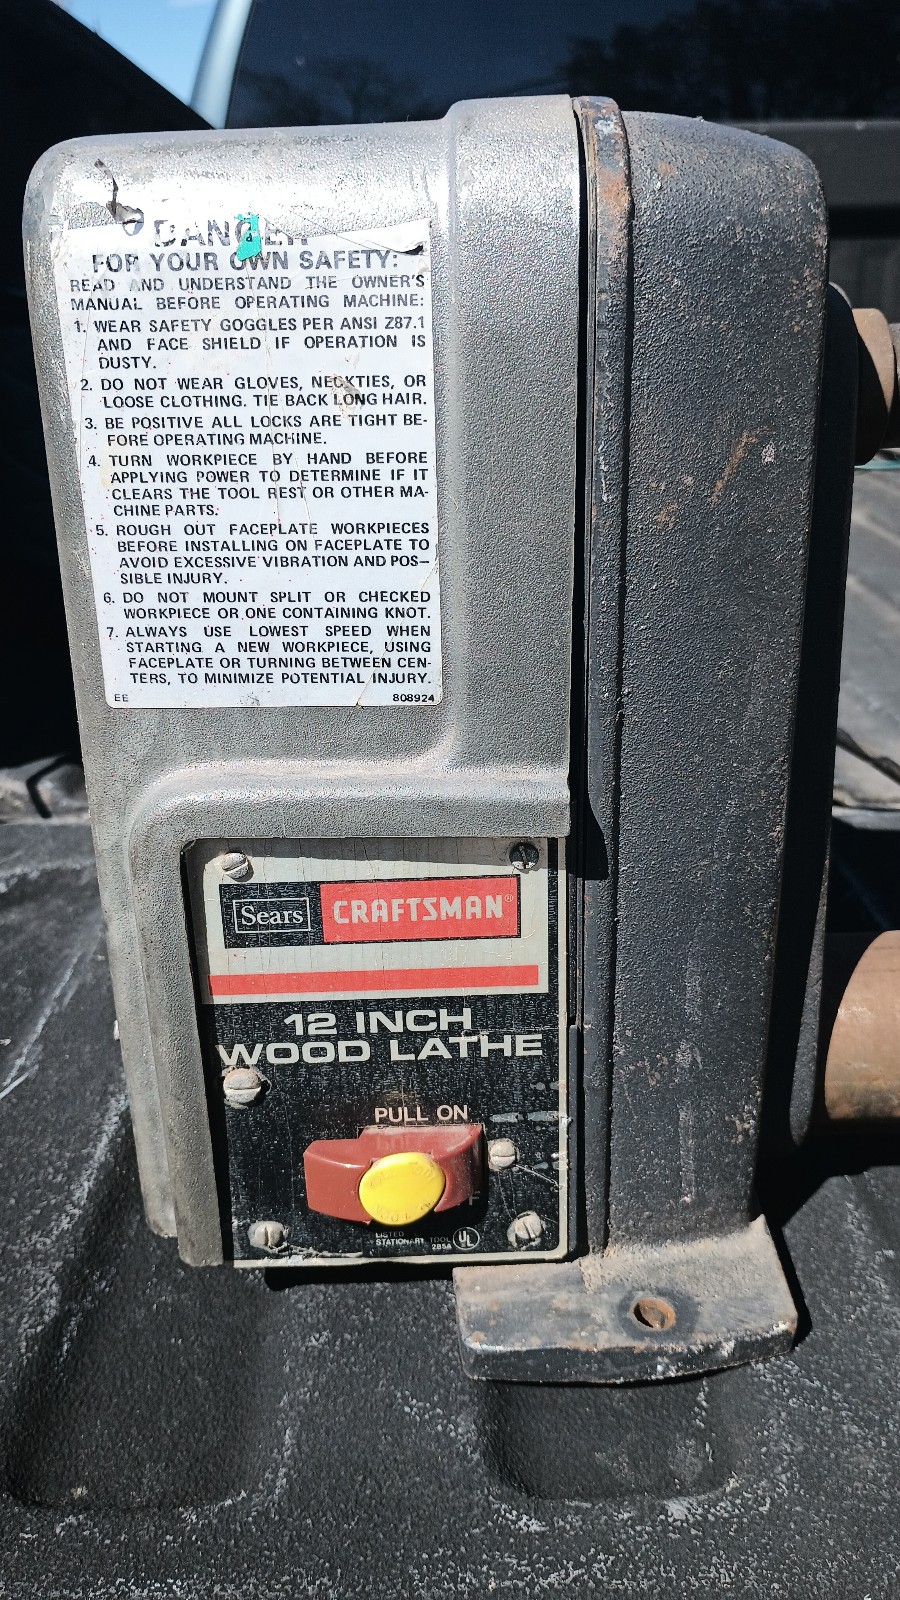 DANGER
FOR YOUR OWN SAFETY:
READ AND UNDERSTAND THE OWNER'S
MANUAL BEFORE OPERATING MACHINE:
1. WEAR SAFETY GOGGLES PER ANSI Z87.1
AND FACE SHIELD IF OPERATION IS
DUSTY.
2. DO NOT WEAR GLOVES, NECKTIES, OR
LOOSE CLOTHING. TIE BACK LONG HAIR.
3. BE POSITIVE ALL LOCKS ARE TIGHT BE-
FORE OPERATING MACHINE.
4. TURN WORKPIECE BY HAND BEFORE
APPLYING POWER TO DETERMINE IF IT
CLEARS THE TOOL REST OR OTHER MA-
CHINE PARTS.
5. ROUGH OUT FACEPLATE WORKPIECES
BEFORE INSTALLING ON FACEPLATE TO
AVOID EXCESSIVE VIBRATION AND POS-
SIBLE INJURY.
6. DO NOT MOUNT SPLIT OR CHECKED
WORKPIECE OR ONE CONTAINING KNOT.
7. ALWAYS USE LOWEST SPEED WHEN
STARTING A NEW WORKPIECE, USING
FACEPLATE OR TURNING BETWEEN CEN-
TERS, TO MINIMIZE POTENTIAL INJURY.
EE 808924
Sears CRAFTSMAN®
12 INCH
WOOD LATHE
PULL ON
LISTED
STATIONARY TOOL
285A UL